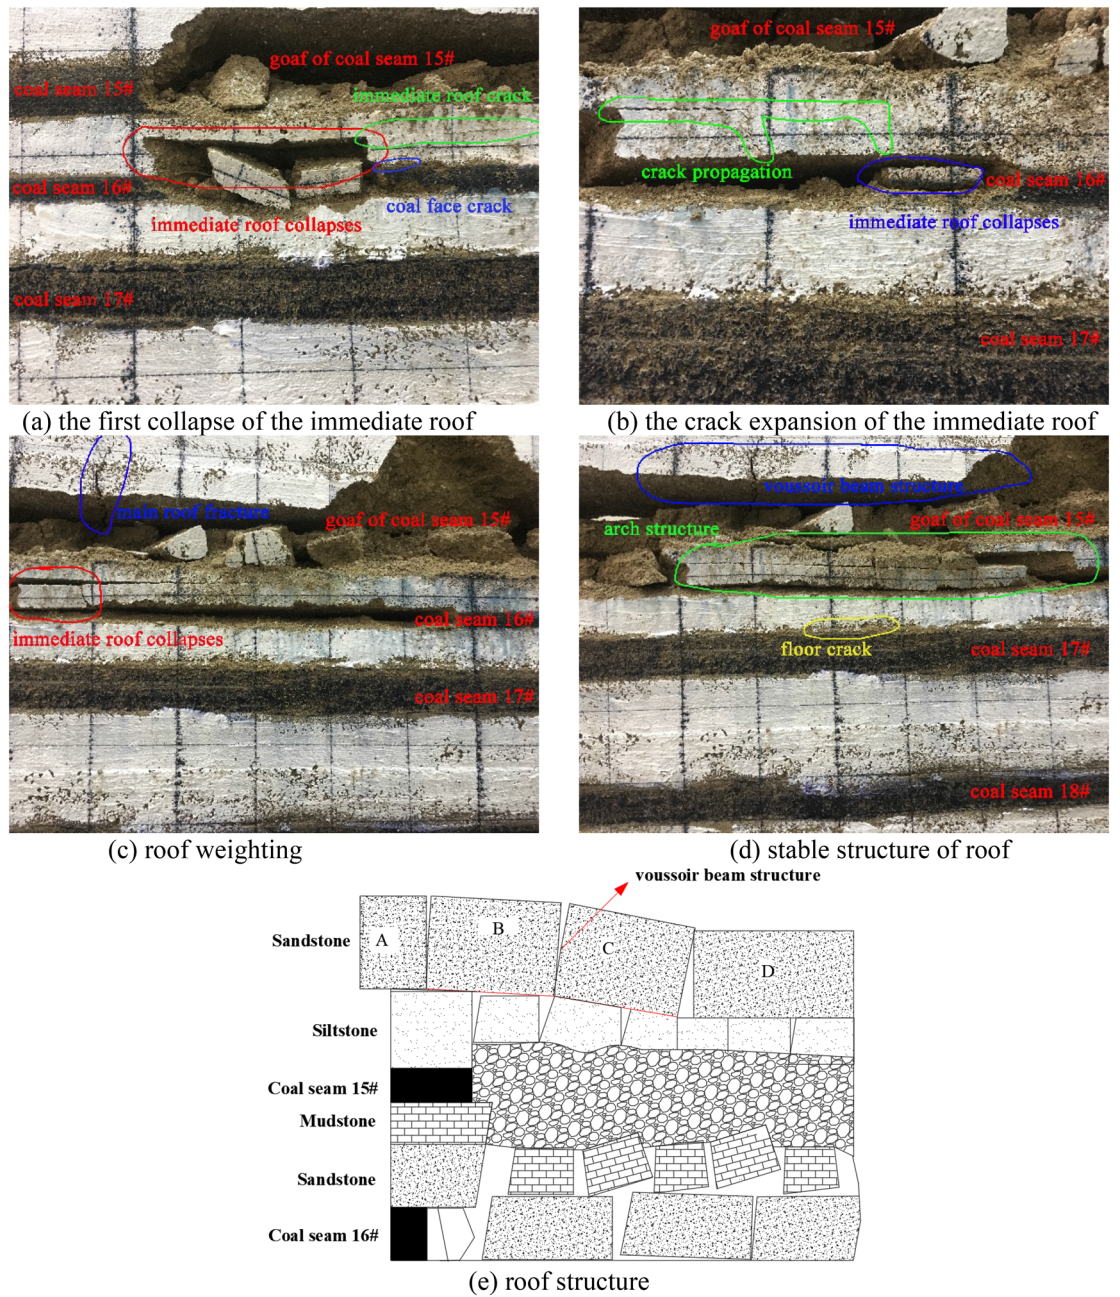 goaf of coal seam 15#
coal seam 15#
immediate roof crack
coal seam 16#
coal face crack
immediate roof collapses
coal seam 17#
(a) the first collapse of the immediate roof
goaf of coal seam 15#
crack propagation
coal seam 16#
immediate roof collapses
coal seam 17#
(b) the crack expansion of the immediate roof
main roof fracture
goaf of coal seam 15#
coal seam 16#
immediate roof collapses
coal seam 17#
(c) roof weighting
voussoir beam structure
goaf of coal seam 15#
arch structure
floor crack
coal seam 17#
coal seam 18#
(d) stable structure of roof
voussoir beam structure
Sandstone
A
B
C
D
Siltstone
Coal seam 15#
Mudstone
Sandstone
Coal seam 16#
(e) roof structure